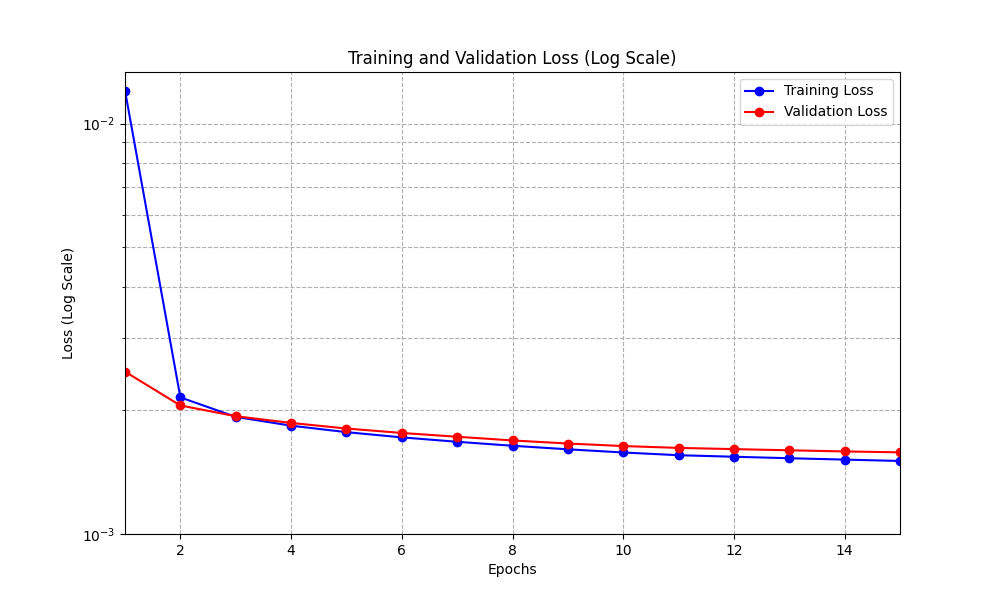 Training and Validation Loss (Log Scale)
Training Loss
Validation Loss
10⁻²
10⁻³
Loss (Log Scale)
2 4 6 8 10 12 14
Epochs